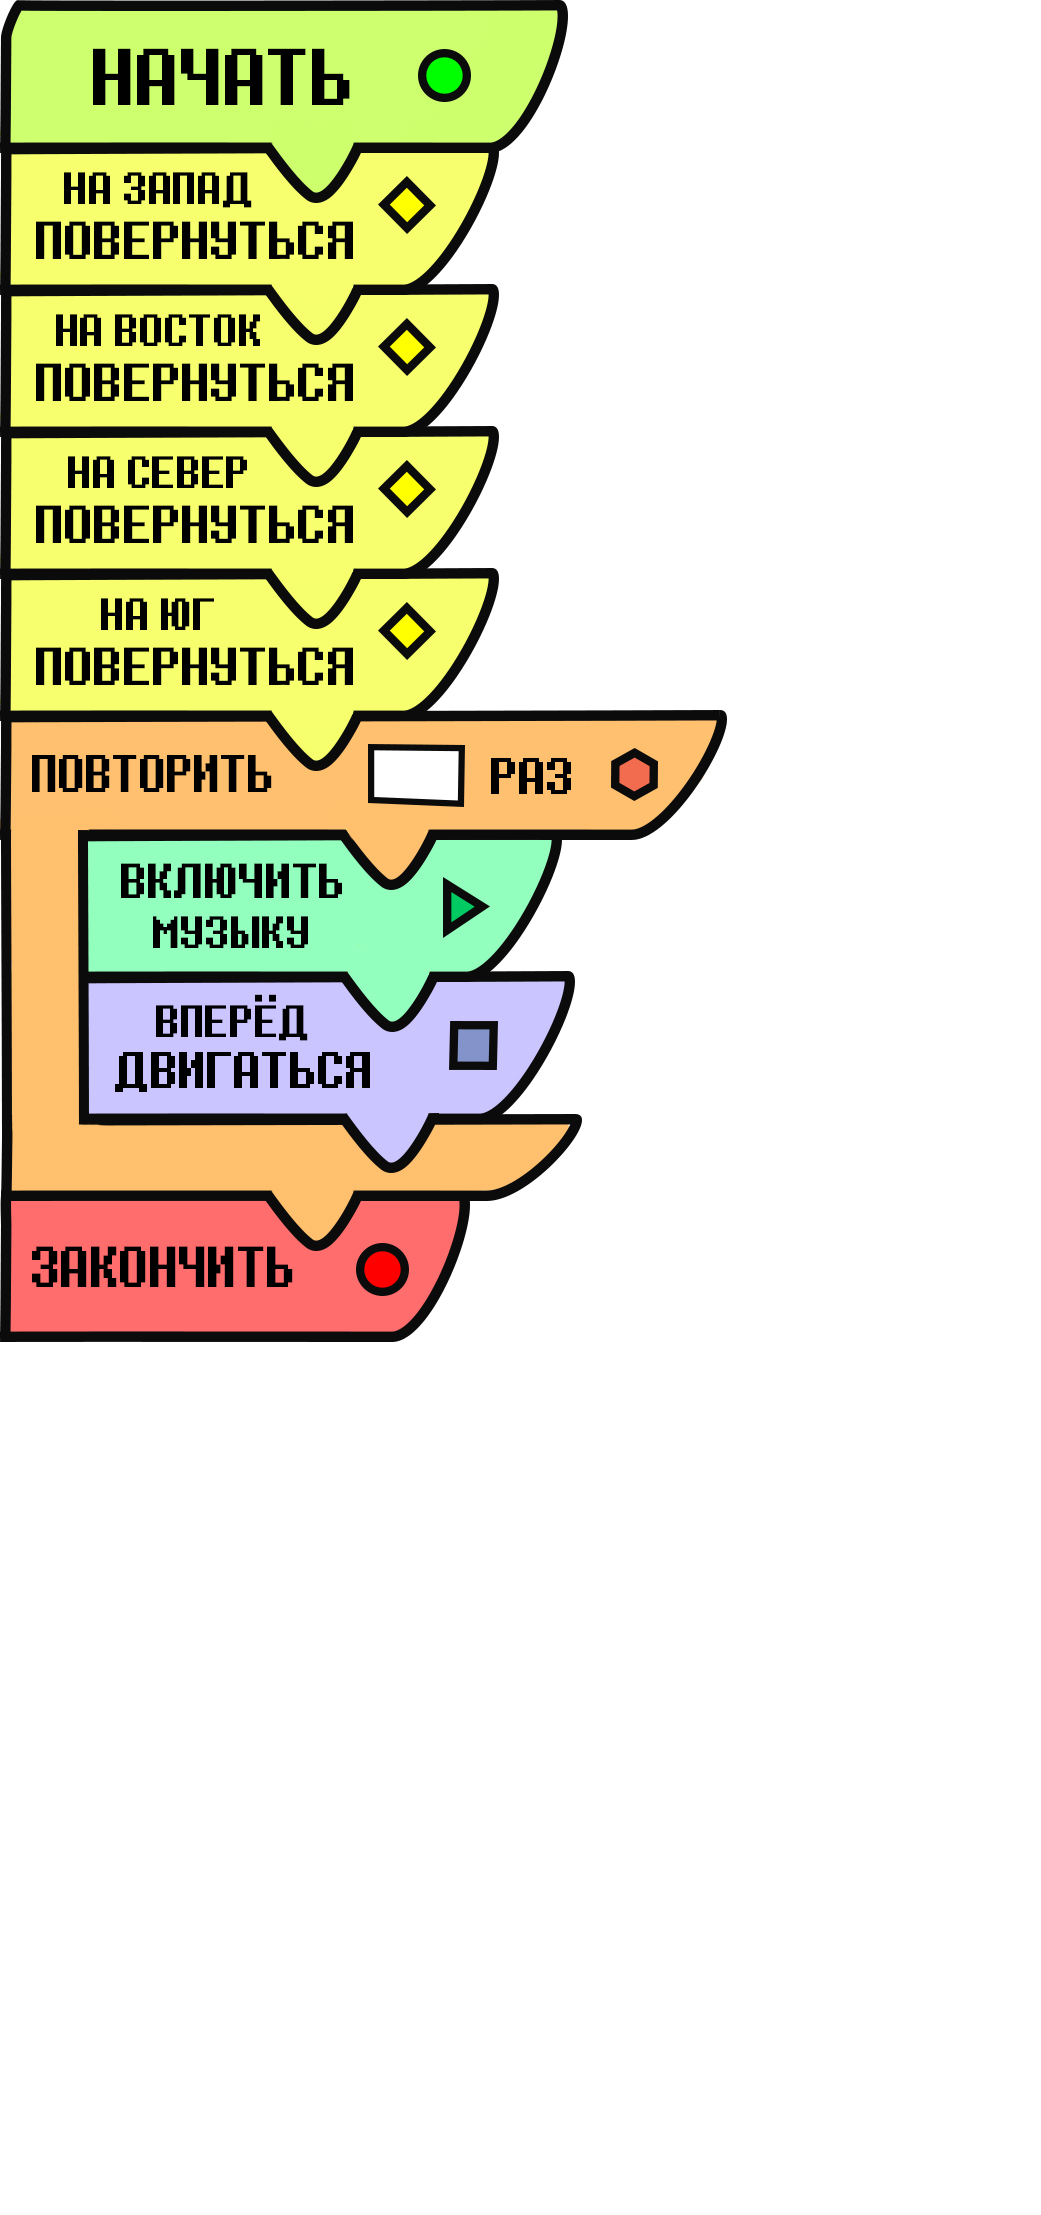 НАЧАТЬ
НА ЗАПАД
ПОВЕРНУТЬСЯ
НА ВОСТОК
ПОВЕРНУТЬСЯ
НА СЕВЕР
ПОВЕРНУТЬСЯ
НА ЮГ
ПОВЕРНУТЬСЯ
ПОВТОРИТЬ РАЗ
ВКЛЮЧИТЬ
МУЗЫКУ
ВПЕРЁД
ДВИГАТЬСЯ
ЗАКОНЧИТЬ